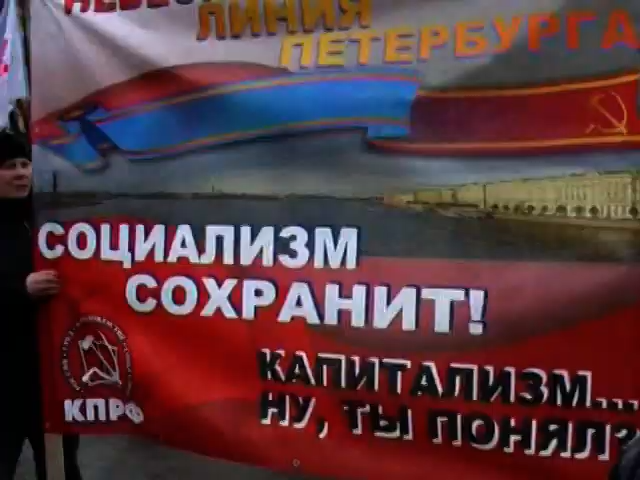 ЛИНИЯ
ПЕТЕРБУРГА
СОЦИАЛИЗМ
СОХРАНИТ!
КАПИТАЛИЗМ...
НУ, ТЫ ПОНЯЛ?
КПРФ